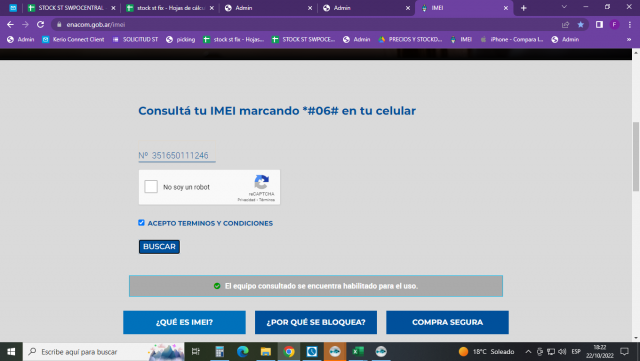 STOCK ST SWPOCENTRAL
stock st fix - Hojas de cálcu
Admin
Admin
IMEI
enacom.gob.ar/imei
Admin
Kerio Connect Client
SOLICITUD ST
picking
stock st fix - Hojas...
STOCK ST SWPOCE...
Admin
PRECIOS Y STOCKD...
IMEI
iPhone - Compara l...
Admin
Consultá tu IMEI marcando *#06# en tu celular
Nº 351650111246
No soy un robot
reCAPTCHA
Privacidad - Términos
ACEPTO TERMINOS Y CONDICIONES
BUSCAR
El equipo consultado se encuentra habilitado para el uso.
¿QUÉ ES IMEI?
¿POR QUÉ SE BLOQUEA?
COMPRA SEGURA
Escribe aquí para buscar
18°C Soleado
ESP
18:22
22/10/2022